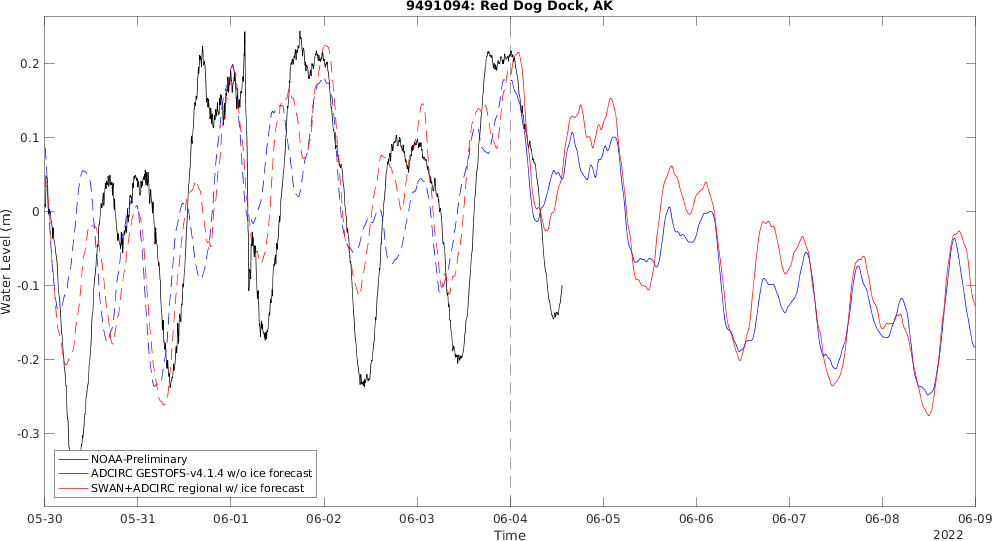 9491094: Red Dog Dock, AK
Water Level (m)
0.2
0.1
0
-0.1
-0.2
-0.3
NOAA-Preliminary
ADCIRC GESTOFS-v4.1.4 w/o ice forecast
SWAN+ADCIRC regional w/ ice forecast
05-30 05-31 06-01 06-02 06-03 06-04 06-05 06-06 06-07 06-08 06-09
Time
2022